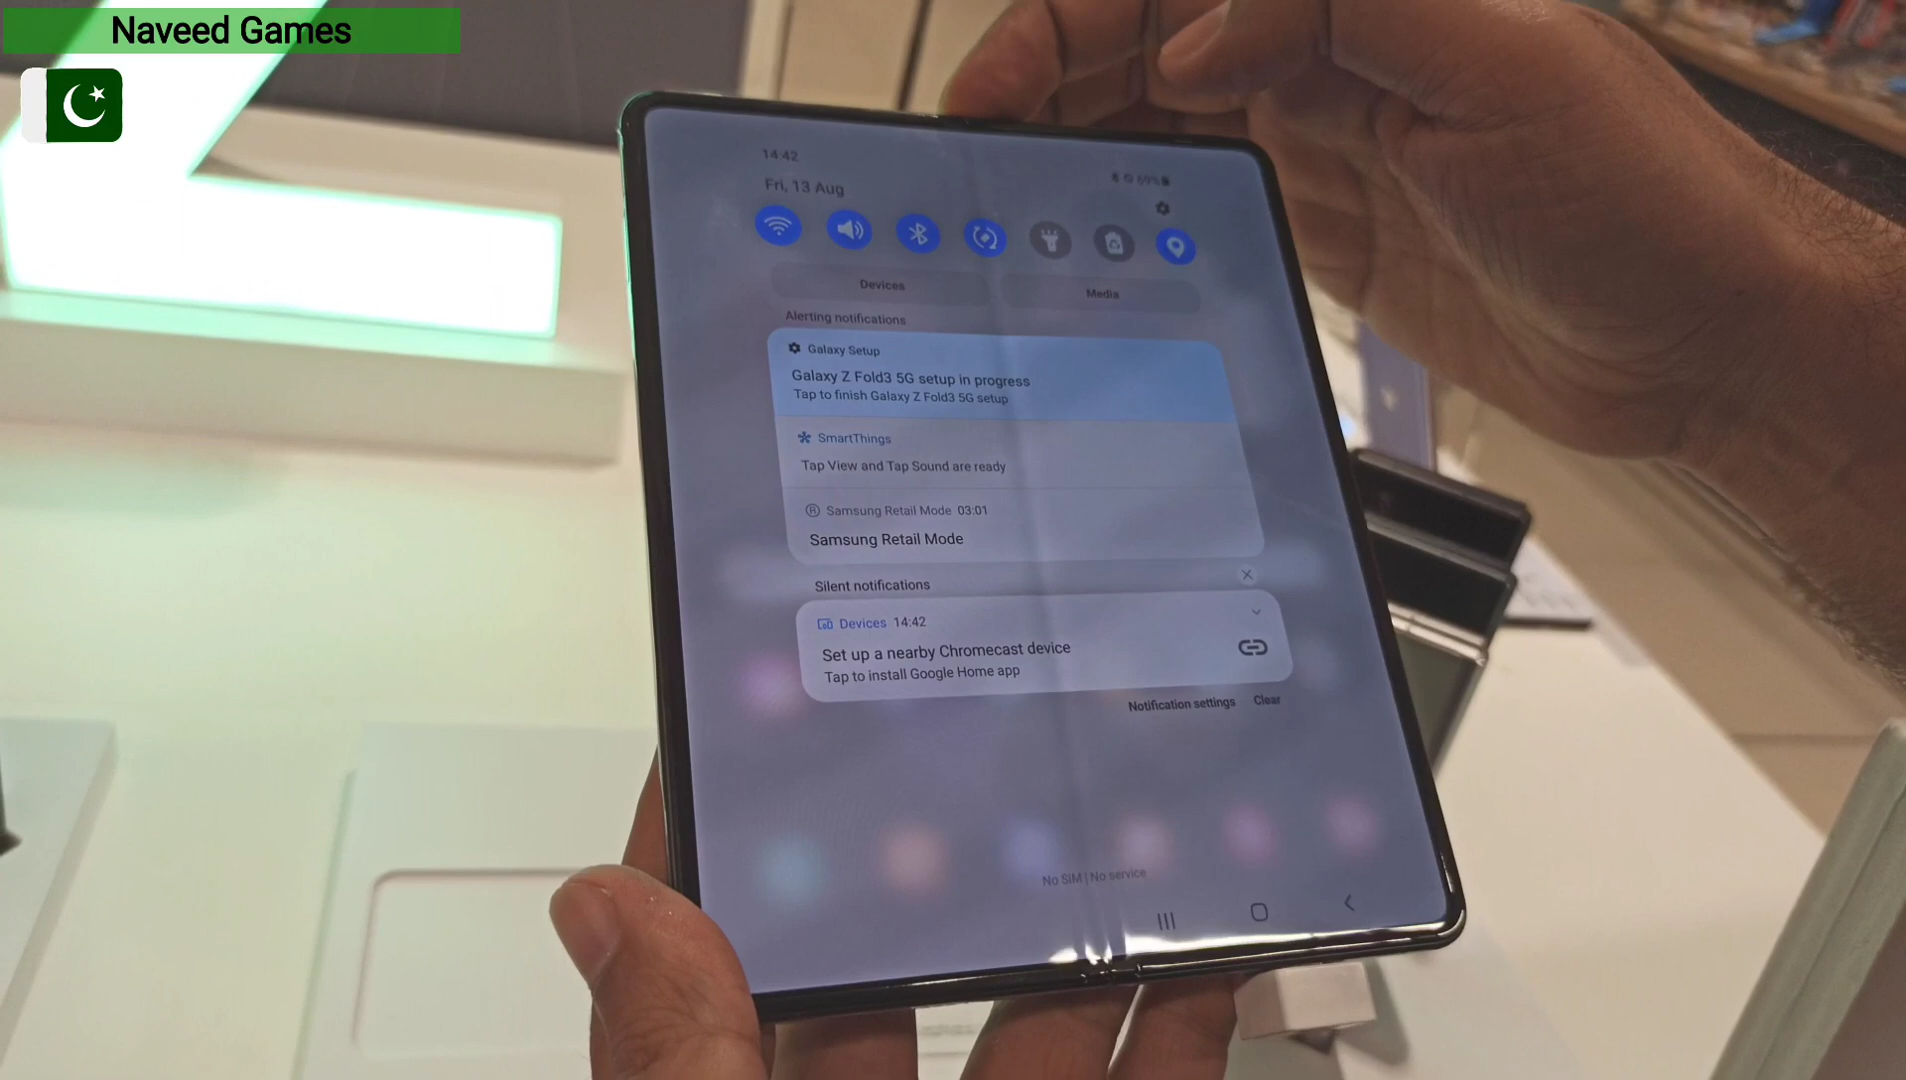 Naveed Games
14:42
69%
Fri, 13 Aug
Devices
Media
Alerting notifications
Galaxy Setup
Galaxy Z Fold3 5G setup in progress
Tap to finish Galaxy Z Fold3 5G setup
SmartThings
Tap View and Tap Sound are ready
Samsung Retail Mode 03:01
Samsung Retail Mode
Silent notifications
Devices 14:42
Set up a nearby Chromecast device
Tap to install Google Home app
Notification settings Clear
No SIM | No service